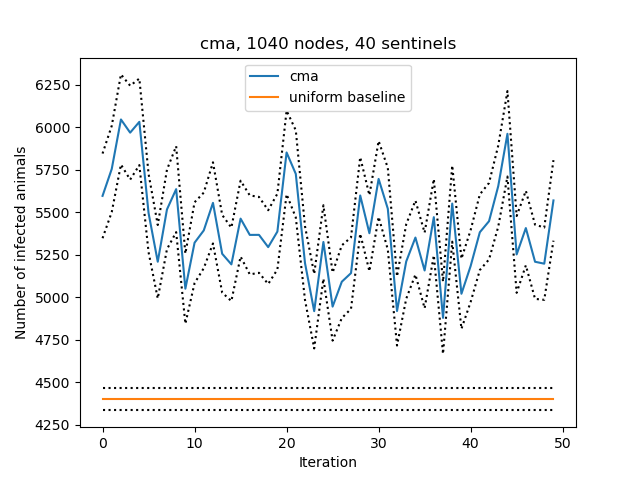 cma, 1040 nodes, 40 sentinels
cma
uniform baseline
Number of infected animals
6250
6000
5750
5500
5250
5000
4750
4500
4250
0 10 20 30 40 50
Iteration